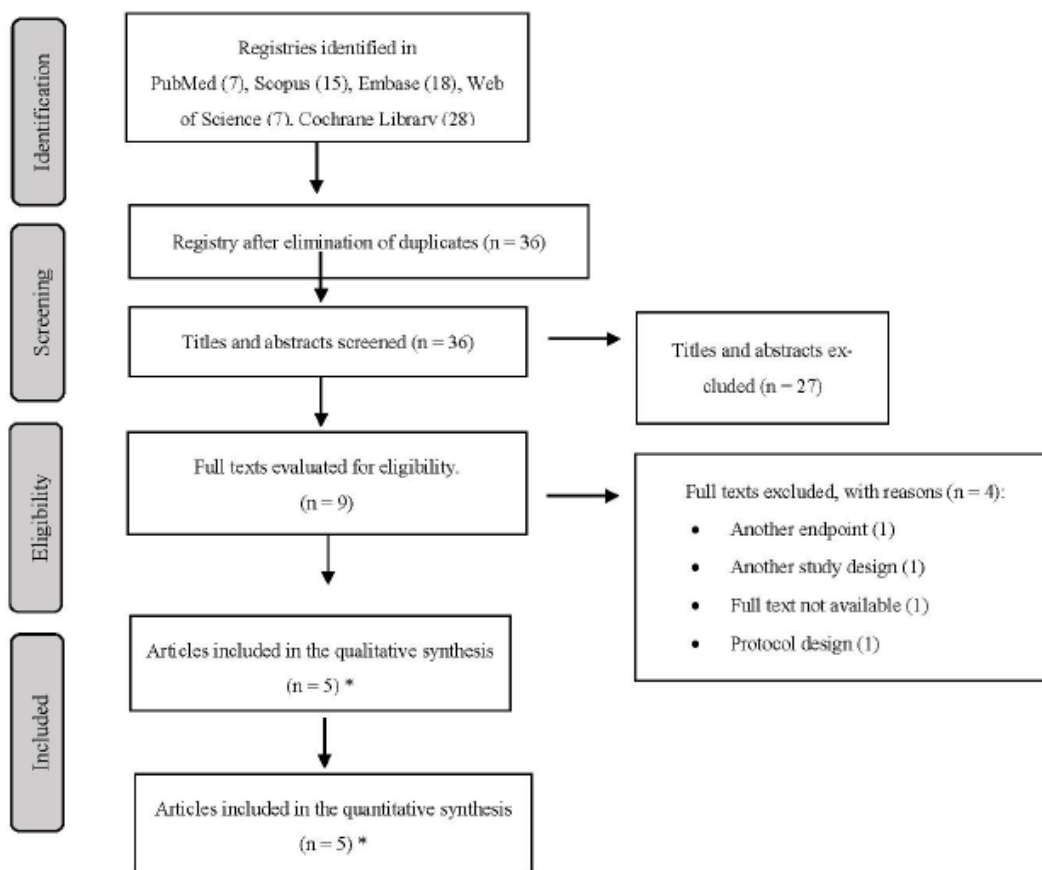 Identification
Registries identified in
PubMed (7), Scopus (15), Embase (18), Web
of Science (7), Cochrane Library (28)
Registry after elimination of duplicates (n = 36)
Screening
Titles and abstracts screened (n = 36)
Titles and abstracts ex-
cluded (n = 27)
Eligibility
Full texts evaluated for eligibility.
(n = 9)
Full texts excluded, with reasons (n = 4):
• Another endpoint (1)
• Another study design (1)
• Full text not available (1)
• Protocol design (1)
Included
Articles included in the qualitative synthesis
(n = 5) *
Articles included in the quantitative synthesis
(n = 5) *